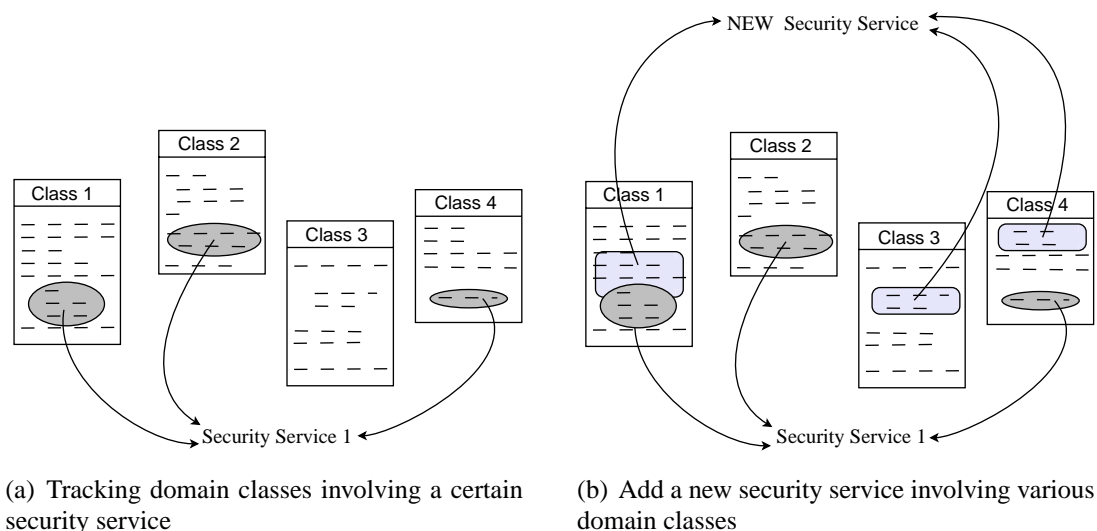 NEW Security Service
Class 2
Class 1
Class 4
Class 3
Security Service 1
Class 2
Class 1
Class 4
Class 3
Security Service 1
(a) Tracking domain classes involving a certain
security service
(b) Add a new security service involving various
domain classes